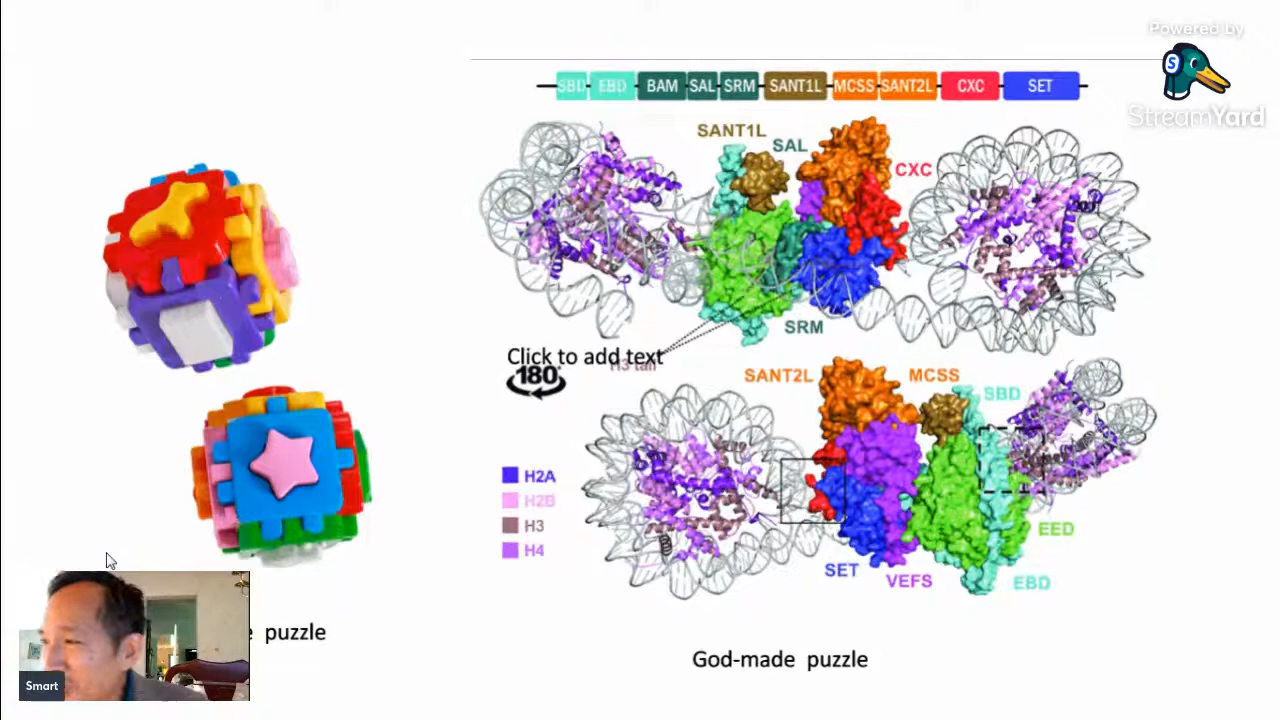 Powered by
StreamYard
SBD EBD BAM SAL SRM SANT1L MCSS SANT2L CXC SET
SANT1L
SAL
CXC
SRM
Click to add text
H3 tail
180°
SANT2L
MCSS
SBD
H2A
H2B
H3
H4
EED
SET
VEFS
EBD
puzzle
God-made puzzle
Smart